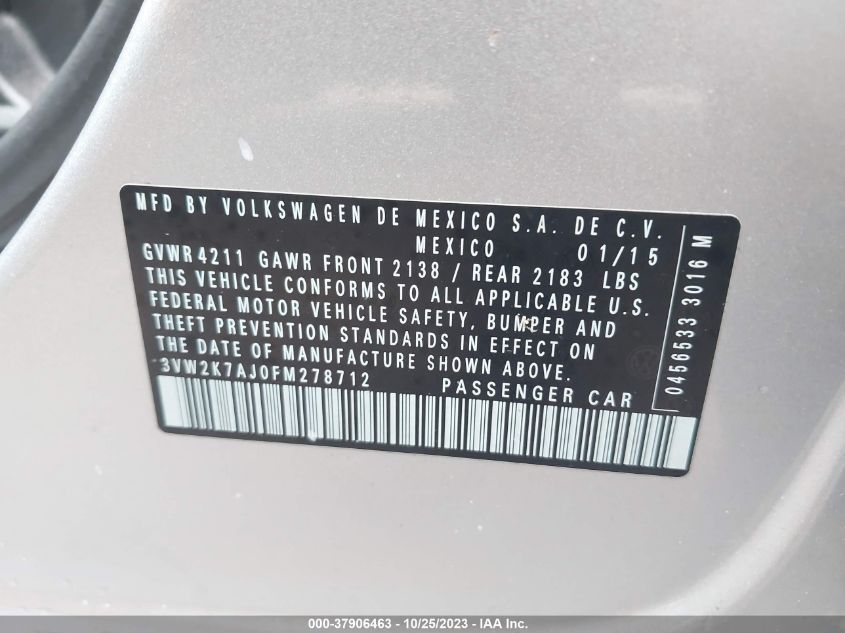 MFD BY VOLKSWAGEN DE MEXICO S.A. DE C.V.
MEXICO 01/15
GVWR 4211 GAWR FRONT 2138 / REAR 2183 LBS
THIS VEHICLE CONFORMS TO ALL APPLICABLE U.S.
FEDERAL MOTOR VEHICLE SAFETY, BUMPER AND
THEFT PREVENTION STANDARDS IN EFFECT ON
THE DATE OF MANUFACTURE SHOWN ABOVE.
3VW2K7AJ0FM278712 PASSENGER CAR
0456533 3016 M
000-37906463 - 10/25/2023 - IAA Inc.